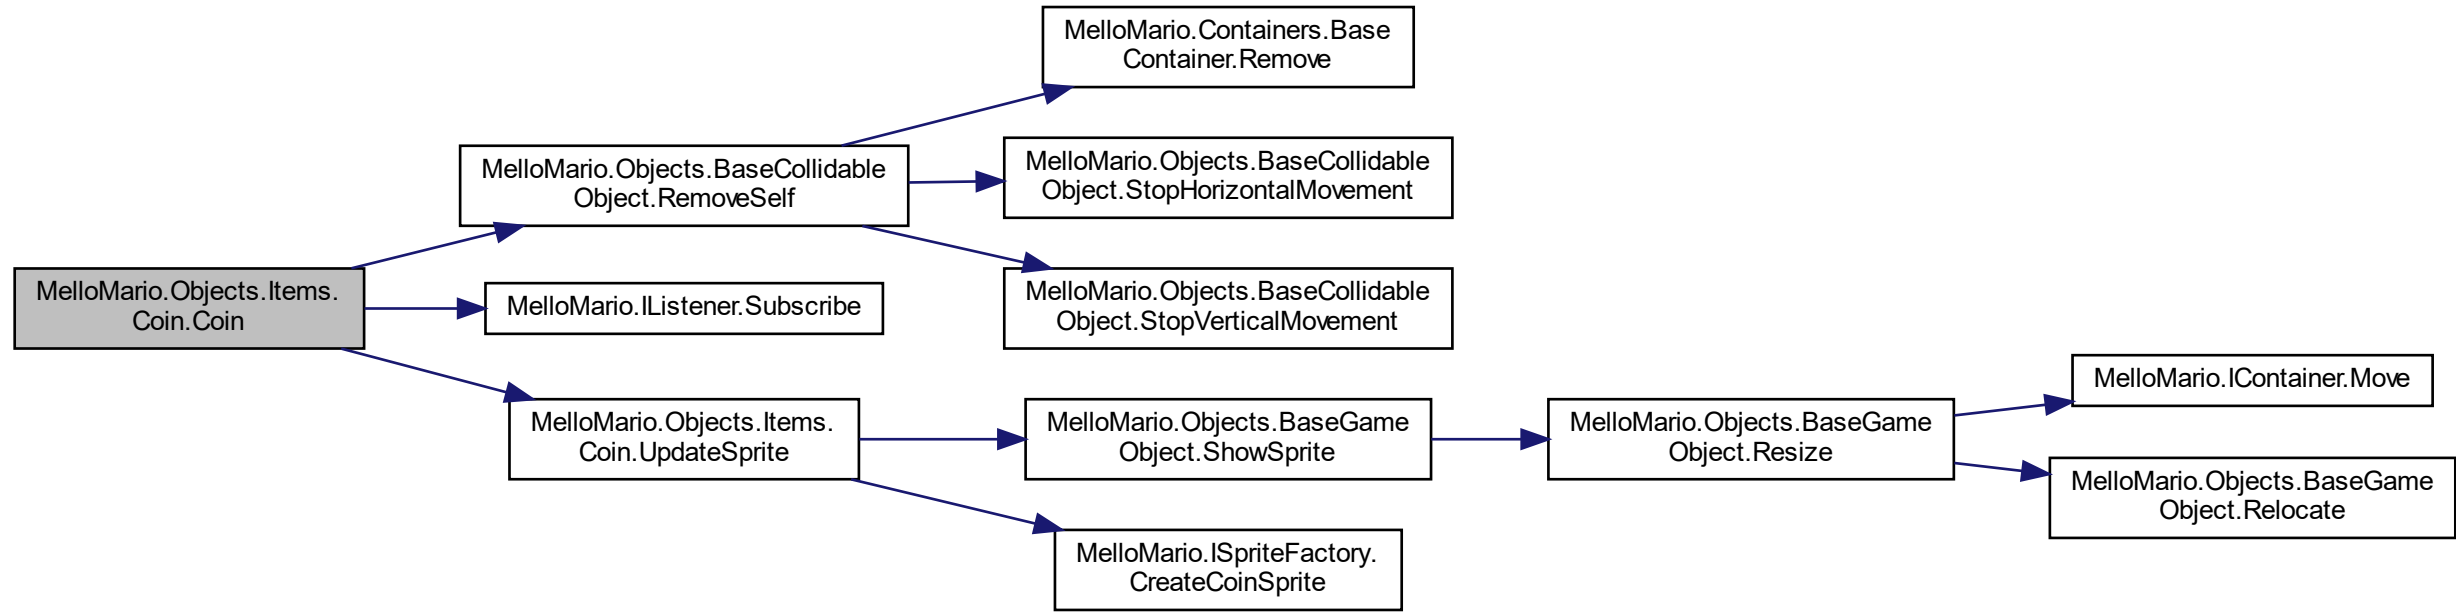 MelloMario.Objects.Items.
Coin.Coin
MelloMario.Objects.BaseCollidable
Object.RemoveSelf
MelloMario.Containers.Base
Container.Remove
MelloMario.Objects.BaseCollidable
Object.StopHorizontalMovement
MelloMario.Objects.BaseCollidable
Object.StopVerticalMovement
MelloMario.IListener.Subscribe
MelloMario.Objects.Items.
Coin.UpdateSprite
MelloMario.Objects.BaseGame
Object.ShowSprite
MelloMario.Objects.BaseGame
Object.Resize
MelloMario.IContainer.Move
MelloMario.Objects.BaseGame
Object.Relocate
MelloMario.ISpriteFactory.
CreateCoinSprite